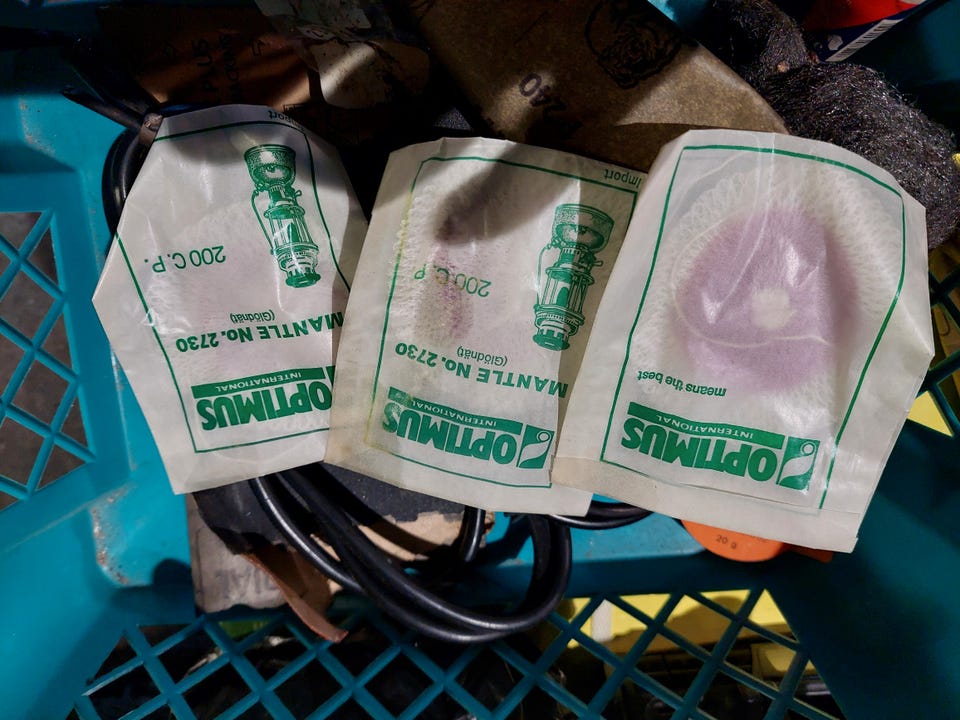 OPTIMUS
INTERNATIONAL
MANTLE No. 2730
(Glödnät)
200 C.P.
Import
OPTIMUS
INTERNATIONAL
MANTLE No. 2730
(Glödnät)
200 C.P.
Import
OPTIMUS
INTERNATIONAL
means the best
240
20 g